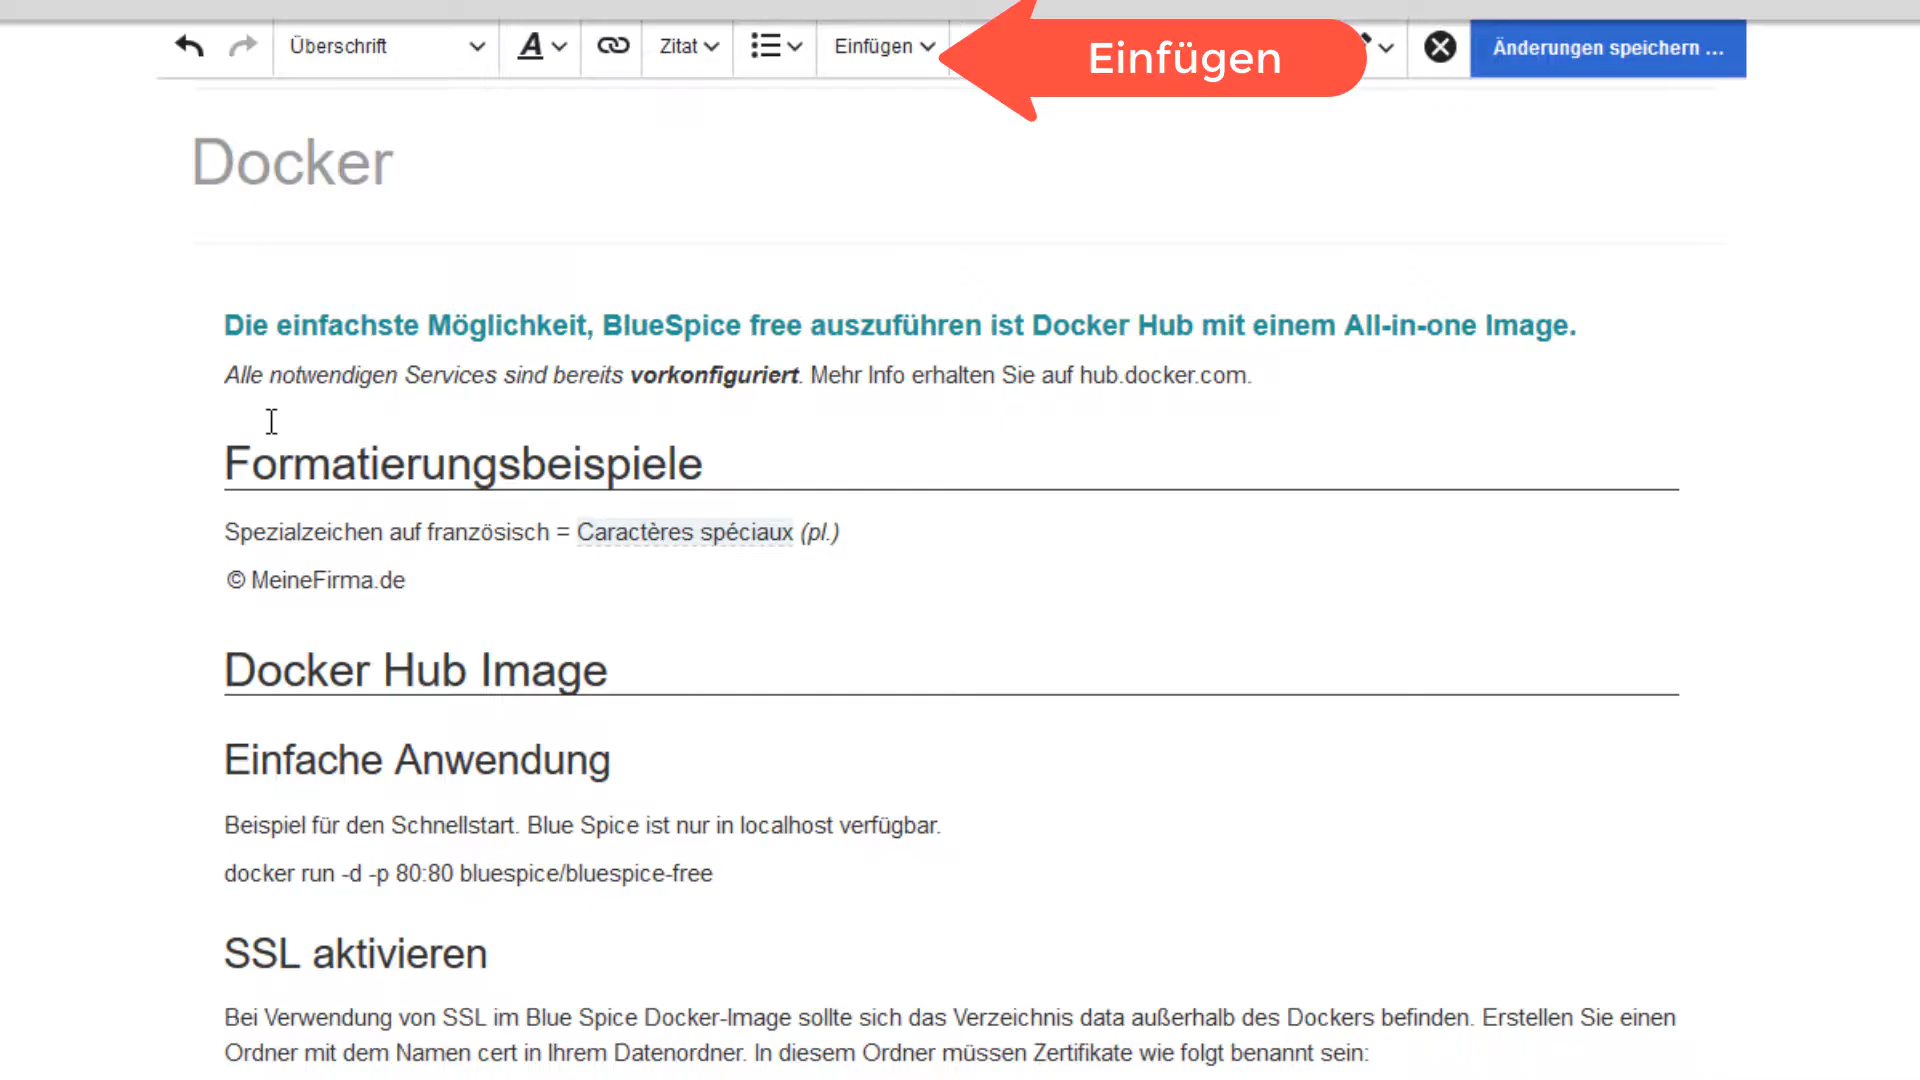 Überschrift A Zitat Einfügen Einfügen Änderungen speichern ...
Docker
Die einfachste Möglichkeit, BlueSpice free auszuführen ist Docker Hub mit einem All-in-one Image.
Alle notwendigen Services sind bereits vorkonfiguriert. Mehr Info erhalten Sie auf hub.docker.com.
Formatierungsbeispiele
Spezialzeichen auf französisch = Caractères spéciaux (pl.)
© MeineFirma.de
Docker Hub Image
Einfache Anwendung
Beispiel für den Schnellstart. Blue Spice ist nur in localhost verfügbar.
docker run -d -p 80:80 bluespice/bluespice-free
SSL aktivieren
Bei Verwendung von SSL im Blue Spice Docker-Image sollte sich das Verzeichnis data außerhalb des Dockers befinden. Erstellen Sie einen
Ordner mit dem Namen cert in Ihrem Datenordner. In diesem Ordner müssen Zertifikate wie folgt benannt sein: